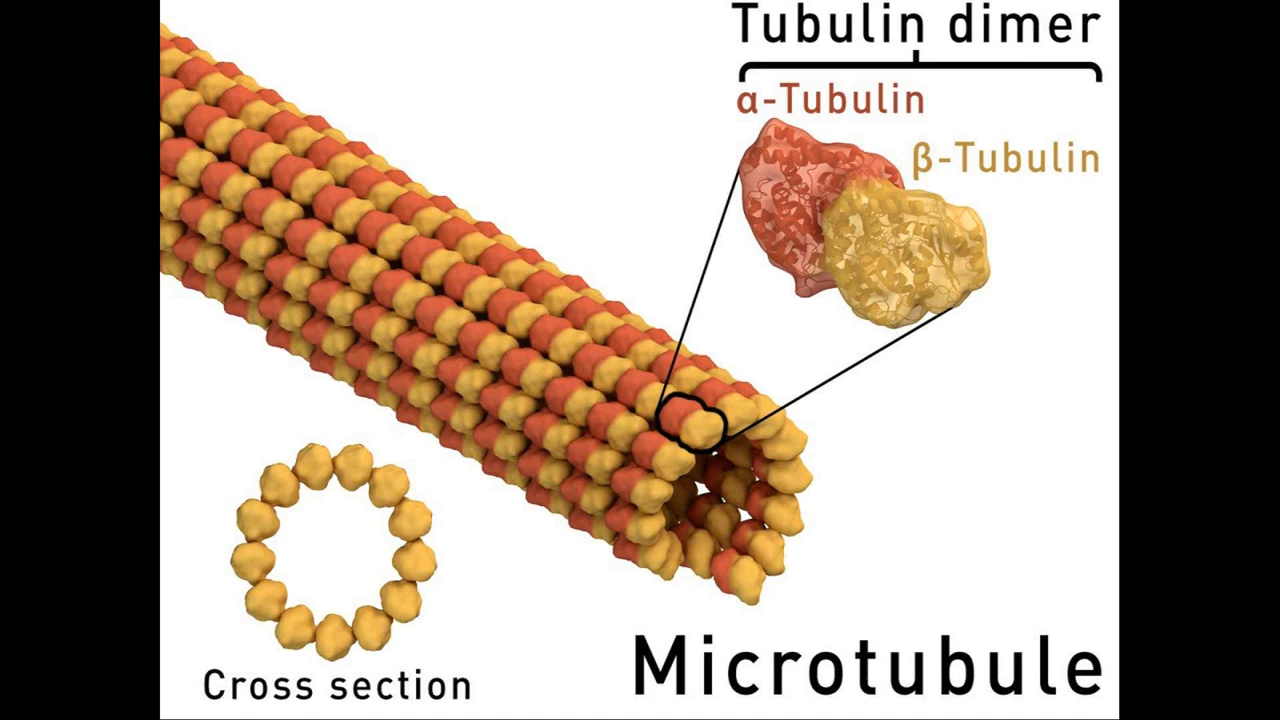 Tubulin dimer
α-Tubulin
β-Tubulin
Cross section
Microtubule